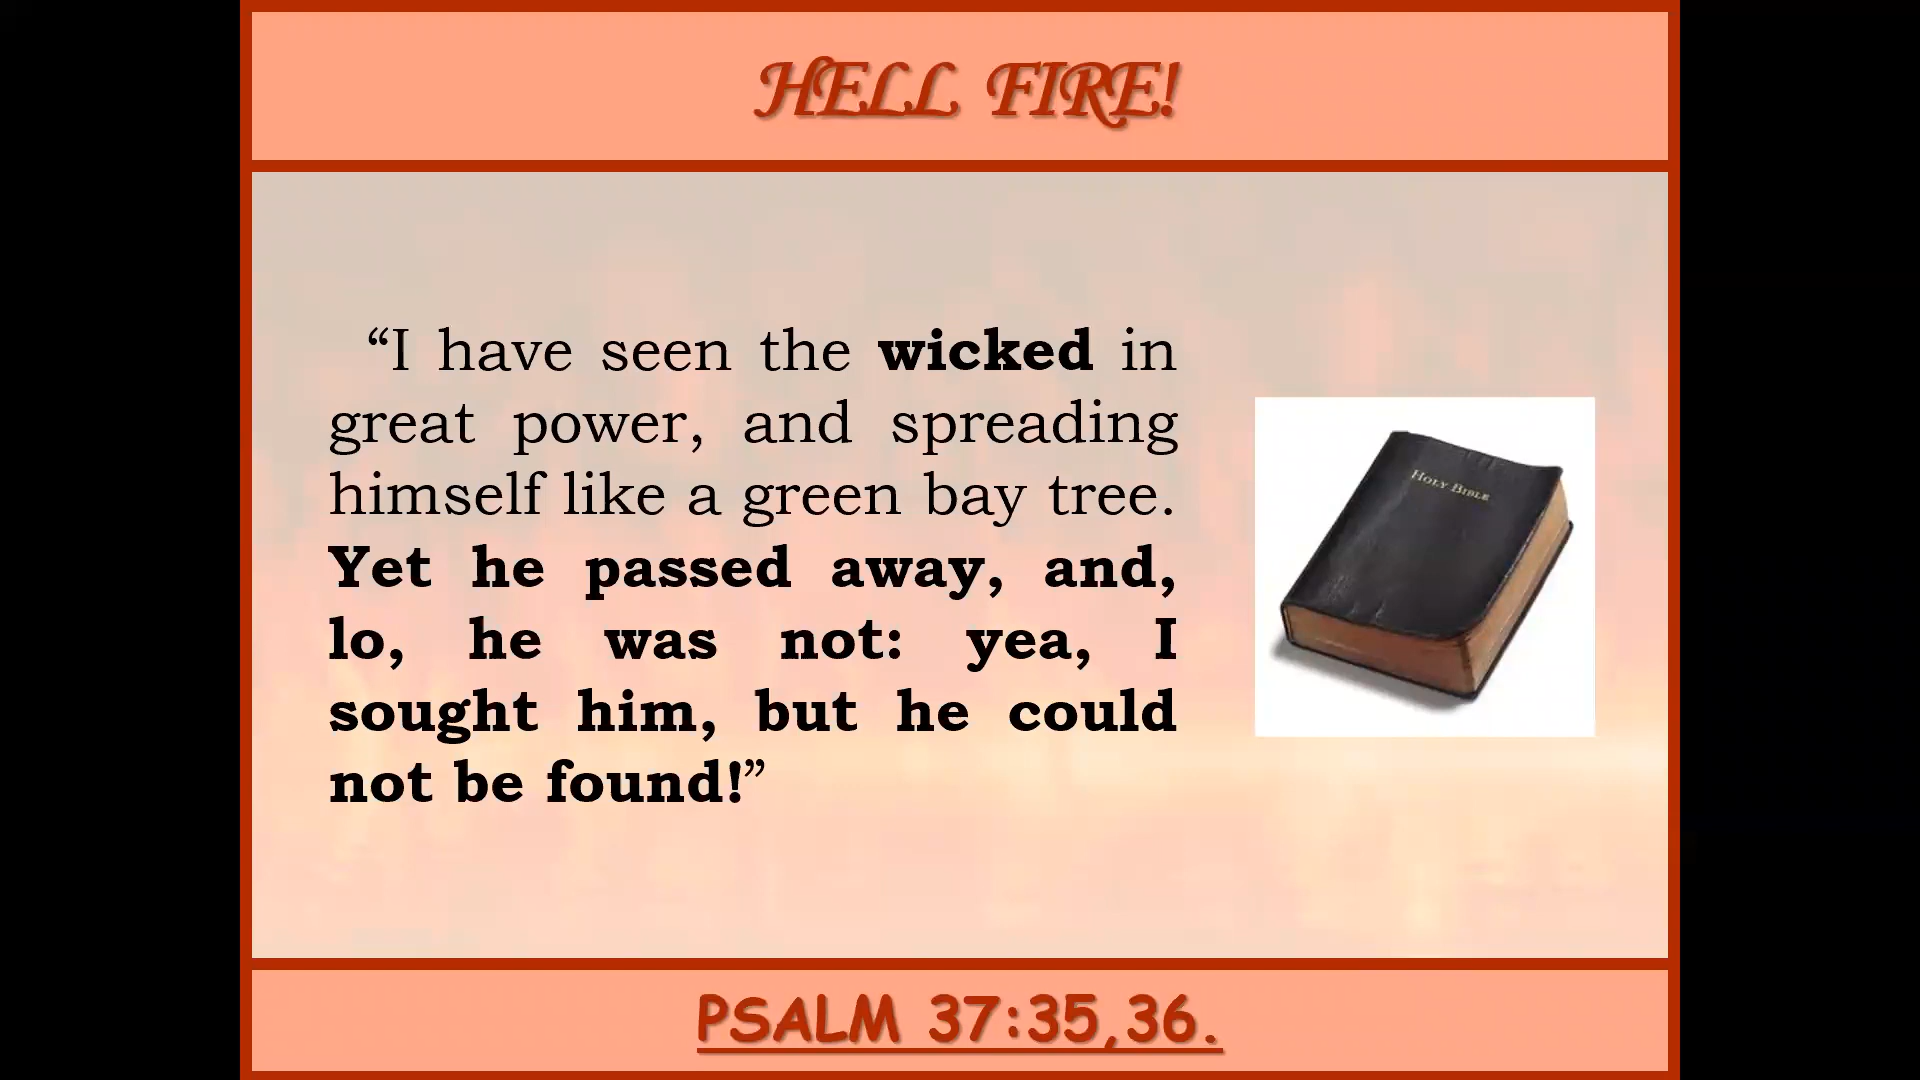 HELL FIRE!
“I have seen the wicked in
great power, and spreading
himself like a green bay tree.
Yet he passed away, and,
lo, he was not: yea, I
sought him, but he could
not be found!”
HOLY BIBLE
PSALM 37:35,36.